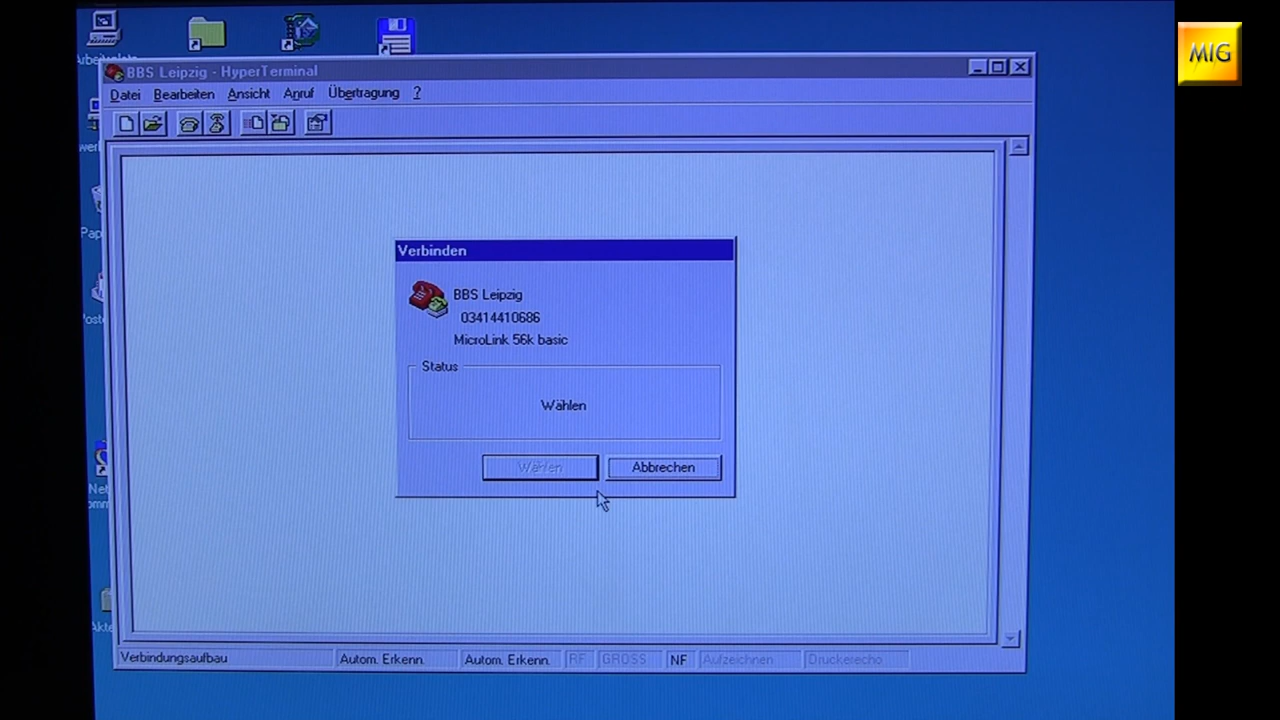 MIG
BBS Leipzig - HyperTerminal
Datei Bearbeiten Ansicht Anruf Übertragung ?
Verbinden
BBS Leipzig
03414410686
MicroLink 56k basic
Status
Wählen
Wählen Abbrechen
Verbindungsaufbau Autom. Erkenn. Autom. Erkenn. RF GROSS NF Aufzeichnen Druckerecho